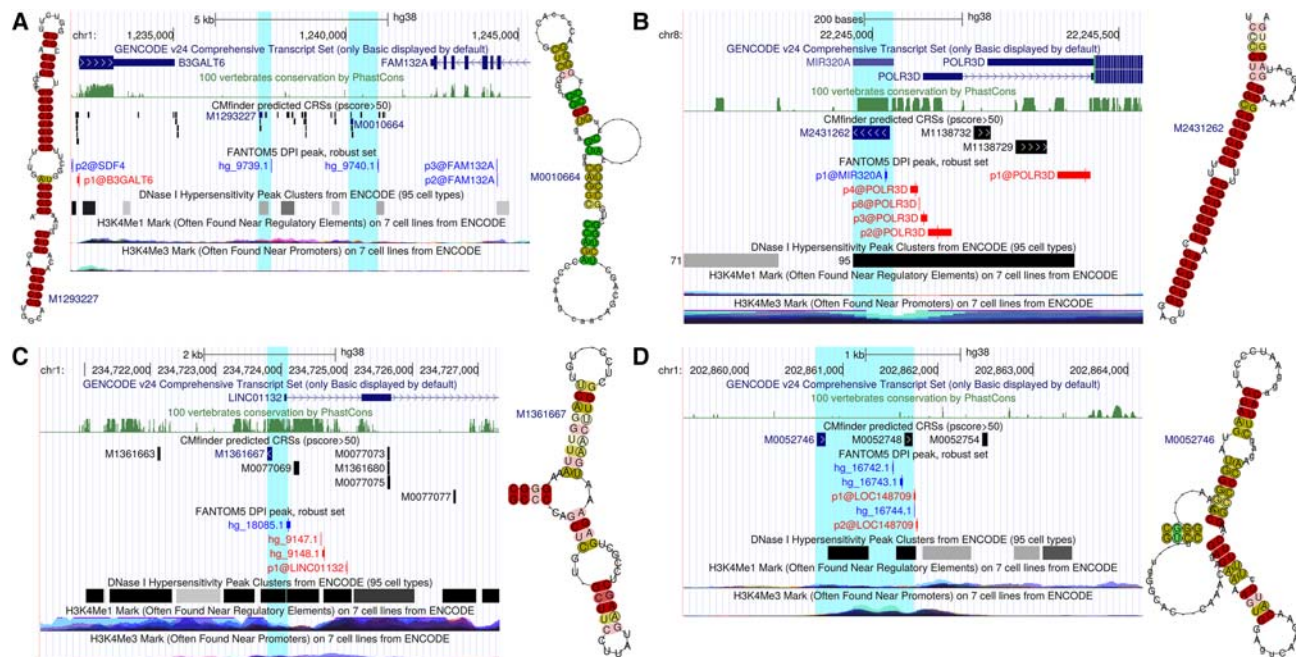 A
5 kb
hg38
chr1:
1,235,000
1,240,000
1,245,000
GENCODE v24 Comprehensive Transcript Set (only Basic displayed by default)
B3GALT6
FAM132A
100 vertebrates conservation by PhastCons
CMfinder predicted CRSs (pscore>50)
M1293227
M0010664
FANTOM5 DPI peak, robust set
p2@SDF4
hg_9739.1
hg_9740.1
p3@FAM132A
p1@B3GALT6
p2@FAM132A
DNase I Hypersensitivity Peak Clusters from ENCODE (95 cell types)
H3K4Me1 Mark (Often Found Near Regulatory Elements) on 7 cell lines from ENCODE
H3K4Me3 Mark (Often Found Near Promoters) on 7 cell lines from ENCODE
M1293227
M0010664
B
200 bases
hg38
chr8:
22,245,000
22,245,500
GENCODE v24 Comprehensive Transcript Set (only Basic displayed by default)
MIR320A
POLR3D
POLR3D
100 vertebrates conservation by PhastCons
CMfinder predicted CRSs (pscore>50)
M2431262
M1138732
M1138729
FANTOM5 DPI peak, robust set
p1@MIR320A
p1@POLR3D
p4@POLR3D
p8@POLR3D
p3@POLR3D
p2@POLR3D
DNase I Hypersensitivity Peak Clusters from ENCODE (95 cell types)
71
95
H3K4Me1 Mark (Often Found Near Regulatory Elements) on 7 cell lines from ENCODE
H3K4Me3 Mark (Often Found Near Promoters) on 7 cell lines from ENCODE
M2431262
C
2 kb
hg38
chr1:
234,722,000
234,723,000
234,724,000
234,725,000
234,726,000
234,727,000
GENCODE v24 Comprehensive Transcript Set (only Basic displayed by default)
LINC01132
100 vertebrates conservation by PhastCons
CMfinder predicted CRSs (pscore>50)
M1361663
M1361667
M0077073
M0077069
M1361680
M0077075
M0077077
FANTOM5 DPI peak, robust set
hg_18085.1
hg_9147.1
hg_9148.1
p1@LINC01132
DNase I Hypersensitivity Peak Clusters from ENCODE (95 cell types)
H3K4Me1 Mark (Often Found Near Regulatory Elements) on 7 cell lines from ENCODE
H3K4Me3 Mark (Often Found Near Promoters) on 7 cell lines from ENCODE
M1361667
D
1 kb
hg38
chr1:
202,860,000
202,861,000
202,862,000
202,863,000
202,864,000
GENCODE v24 Comprehensive Transcript Set (only Basic displayed by default)
100 vertebrates conservation by PhastCons
CMfinder predicted CRSs (pscore>50)
M0052746
M0052748
M0052754
FANTOM5 DPI peak, robust set
hg_16742.1
hg_16743.1
p1@LOC148709
hg_16744.1
p2@LOC148709
DNase I Hypersensitivity Peak Clusters from ENCODE (95 cell types)
H3K4Me1 Mark (Often Found Near Regulatory Elements) on 7 cell lines from ENCODE
H3K4Me3 Mark (Often Found Near Promoters) on 7 cell lines from ENCODE
M0052746